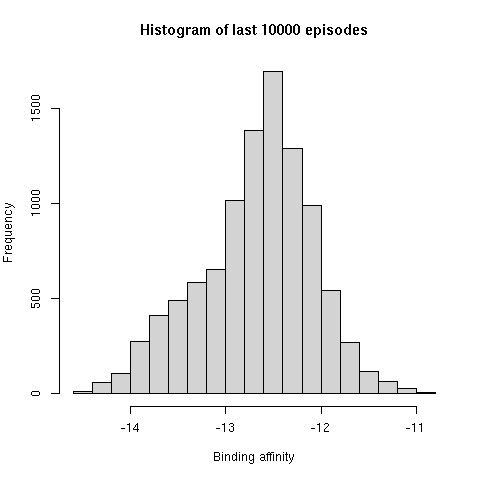 Histogram of last 10000 episodes
Frequency
1500
1000
500
0
-14
-13
-12
-11
Binding affinity